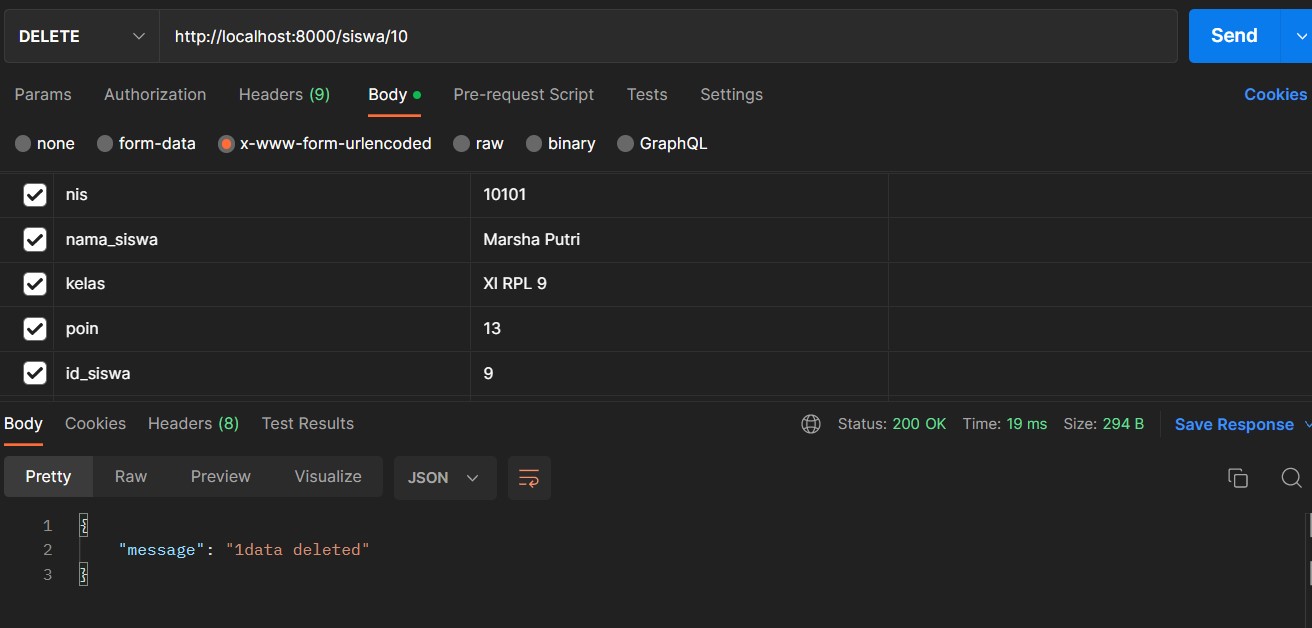 DELETE http://localhost:8000/siswa/10 Send
Params Authorization Headers (9) Body Pre-request Script Tests Settings Cookies
none form-data x-www-form-urlencoded raw binary GraphQL
nis 10101
nama_siswa Marsha Putri
kelas XI RPL 9
poin 13
id_siswa 9
Body Cookies Headers (8) Test Results Status: 200 OK Time: 19 ms Size: 294 B Save Response
Pretty Raw Preview Visualize JSON
1 {
2 "message": "1data deleted"
3 }